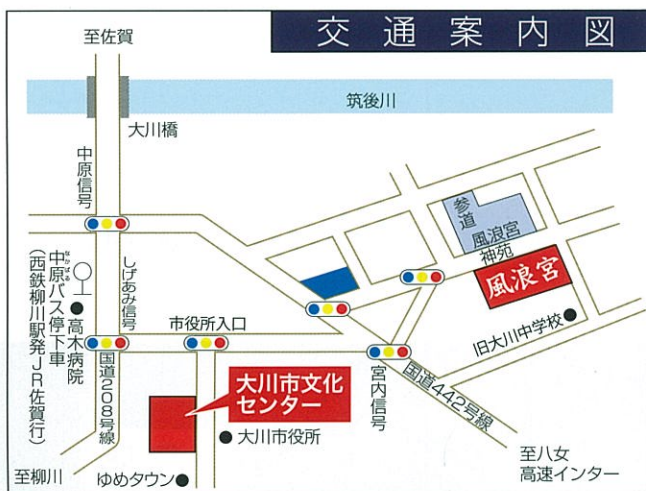 交通案内図
至佐賀
筑後川
大川橋
中原信号
参道
風浪宮
神苑
風浪宮
しげあみ信号
中原バス停下車
なかばる
(西鉄柳川駅発JR佐賀行)
高木病院
市役所入口
旧大川中学校
国道208号線
宮内信号
国道442号線
大川市文化
センター
大川市役所
至柳川
ゆめタウン
至八女
高速インター